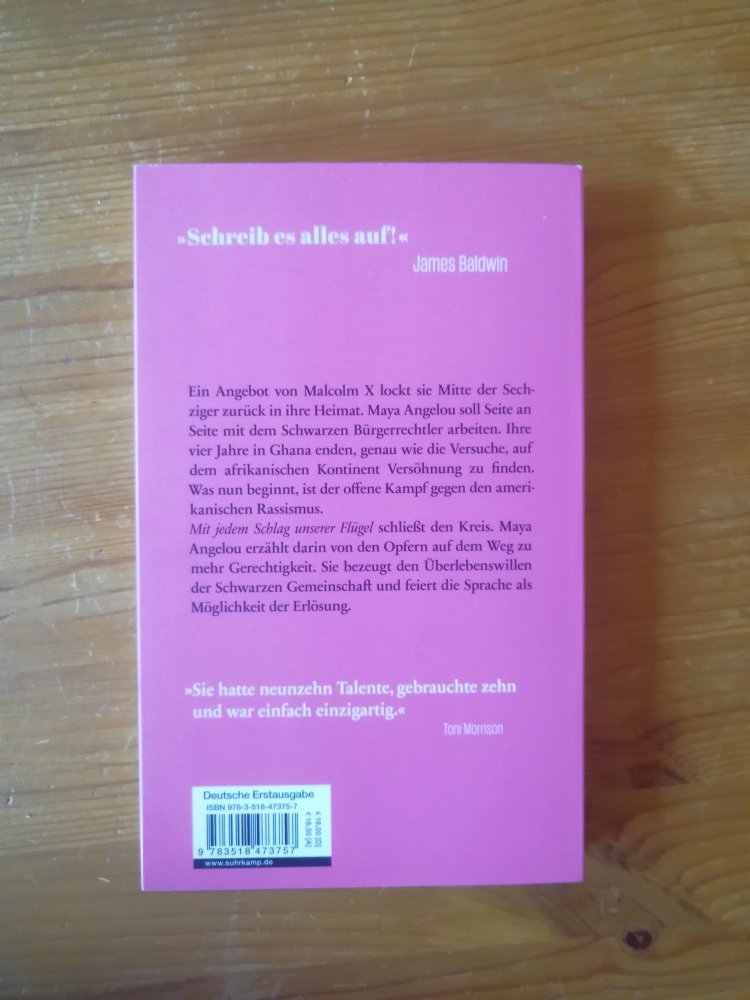 »Schreib es alles auf!«
James Baldwin
Ein Angebot von Malcolm X lockt sie Mitte der Sech-
ziger zurück in ihre Heimat. Maya Angelou soll Seite an
Seite mit dem Schwarzen Bürgerrechtler arbeiten. Ihre
vier Jahre in Ghana enden, genau wie die Versuche, auf
dem afrikanischen Kontinent Versöhnung zu finden.
Was nun beginnt, ist der offene Kampf gegen den ameri-
kanischen Rassismus.
Mit jedem Schlag unserer Flügel schließt den Kreis. Maya
Angelou erzählt darin von den Opfern auf dem Weg zu
mehr Gerechtigkeit. Sie bezeugt den Überlebenswillen
der Schwarzen Gemeinschaft und feiert die Sprache als
Möglichkeit der Erlösung.
»Sie hatte neunzehn Talente, gebrauchte zehn
und war einfach einzigartig.«
Toni Morrison
Deutsche Erstausgabe
ISBN 978-3-518-47375-7
9 783518 473757
€ 18,00 [D]
€ 18,50 [A]
www.suhrkamp.de